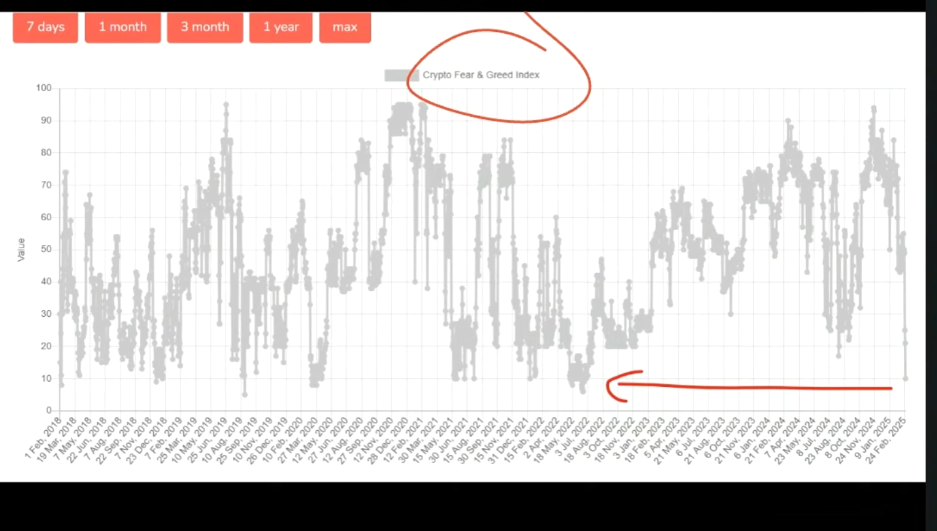 7 days 1 month 3 month 1 year max
Crypto Fear & Greed Index
100
90
80
70
60
50
40
30
20
10
0
Value
1 Feb, 2018
19 Mar, 2018
7 May, 2018
22 Jun, 2018
7 Aug, 2018
22 Sep, 2018
7 Nov, 2018
23 Dec, 2018
7 Feb, 2019
25 Mar, 2019
10 May, 2019
25 Jun, 2019
10 Aug, 2019
25 Sep, 2019
10 Nov, 2019
26 Dec, 2019
10 Feb, 2020
27 Mar, 2020
12 May, 2020
27 Jun, 2020
12 Aug, 2020
27 Sep, 2020
12 Nov, 2020
28 Dec, 2020
12 Feb, 2021
30 Mar, 2021
15 May, 2021
30 Jun, 2021
15 Aug, 2021
30 Sep, 2021
15 Nov, 2021
31 Dec, 2021
15 Feb, 2022
2 Apr, 2022
18 May, 2022
3 Jul, 2022
18 Aug, 2022
3 Oct, 2022
18 Nov, 2022
3 Jan, 2023
18 Feb, 2023
5 Apr, 2023
21 May, 2023
6 Jul, 2023
21 Aug, 2023
6 Oct, 2023
21 Nov, 2023
6 Jan, 2024
21 Feb, 2024
7 Apr, 2024
23 May, 2024
8 Jul, 2024
23 Aug, 2024
8 Oct, 2024
24 Nov, 2024
9 Jan, 2025
24 Feb, 2025